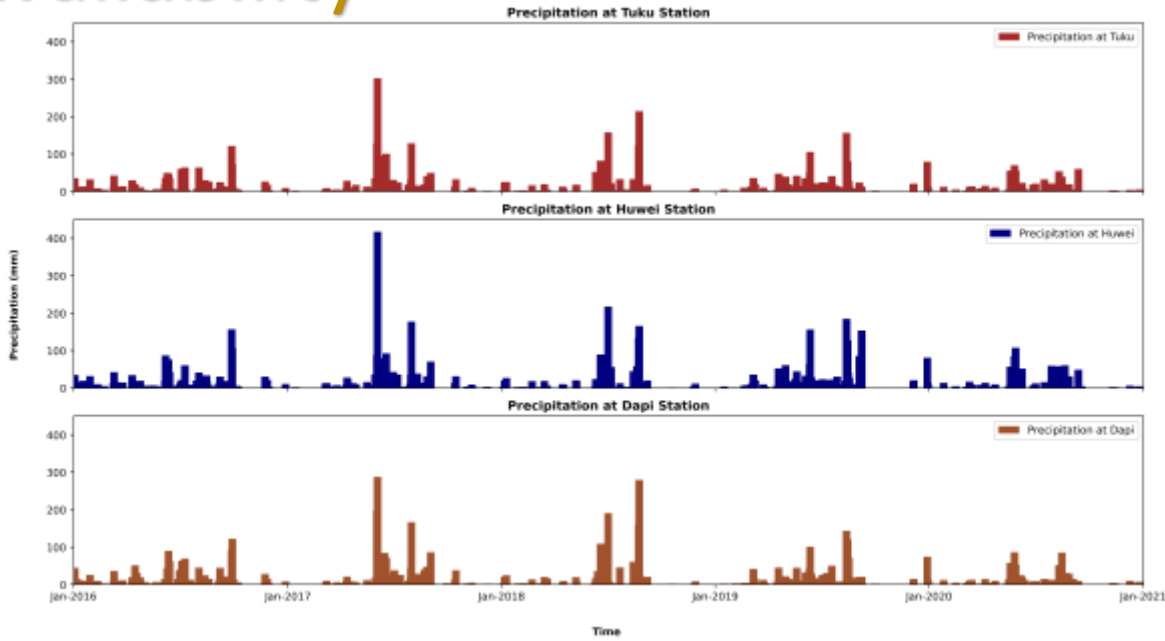 Precipitation at Tuku Station
400
300
200
100
0
Precipitation at Tuku
Precipitation at Huwei Station
400
300
200
100
0
Precipitation at Huwei
Precipitation (mm)
Precipitation at Dapi Station
400
300
200
100
0
Precipitation at Dapi
Jan-2016 Jan-2017 Jan-2018 Jan-2019 Jan-2020 Jan-2021
Time